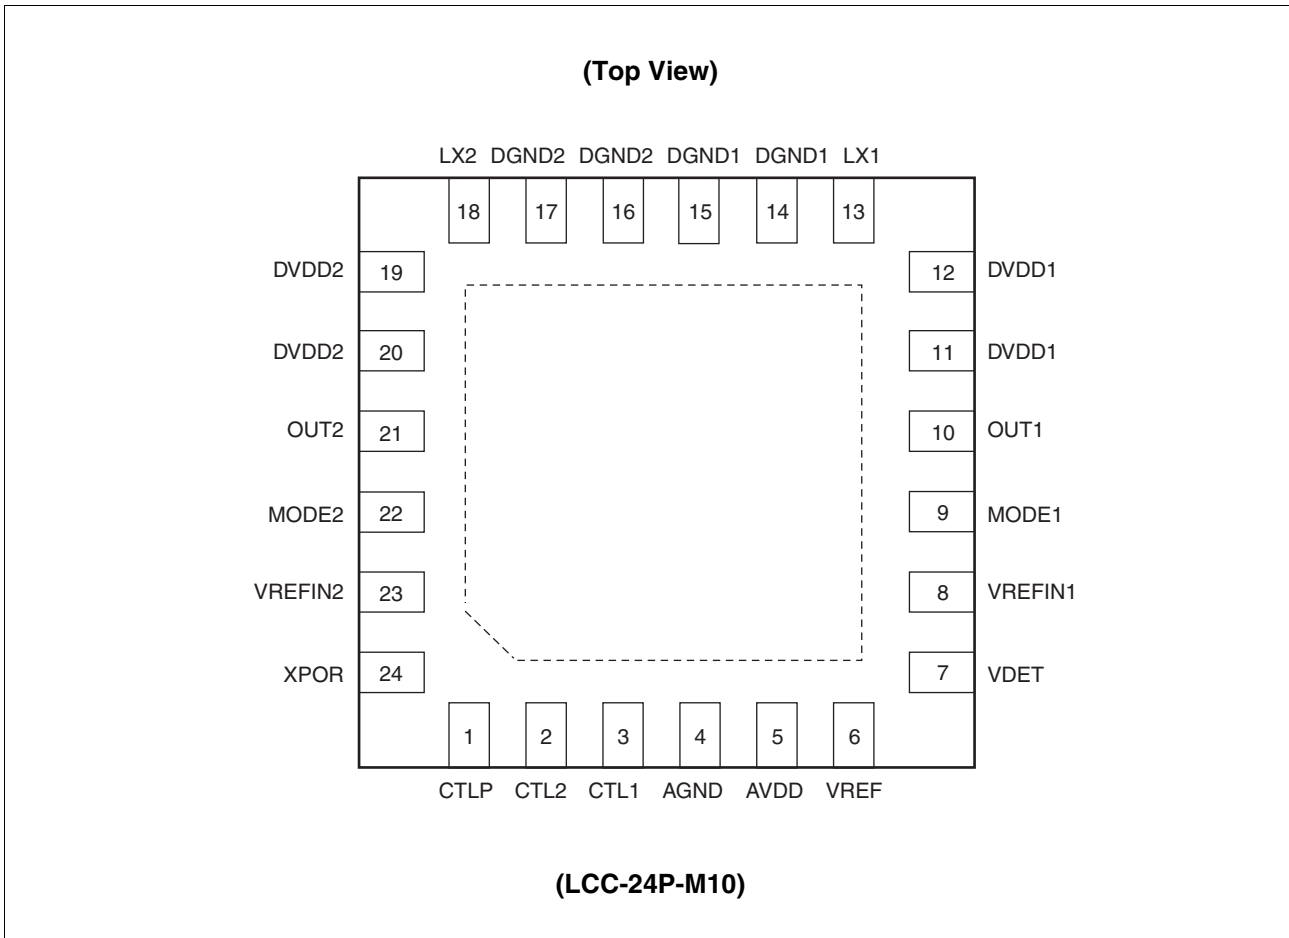 (Top View)
LX2 DGND2 DGND2 DGND1 DGND1 LX1
18 17 16 15 14 13
DVDD2 19 12 DVDD1
DVDD2 20 11 DVDD1
OUT2 21 10 OUT1
MODE2 22 9 MODE1
VREFIN2 23 8 VREFIN1
XPOR 24 7 VDET
1 2 3 4 5 6
CTLP CTL2 CTL1 AGND AVDD VREF
(LCC-24P-M10)